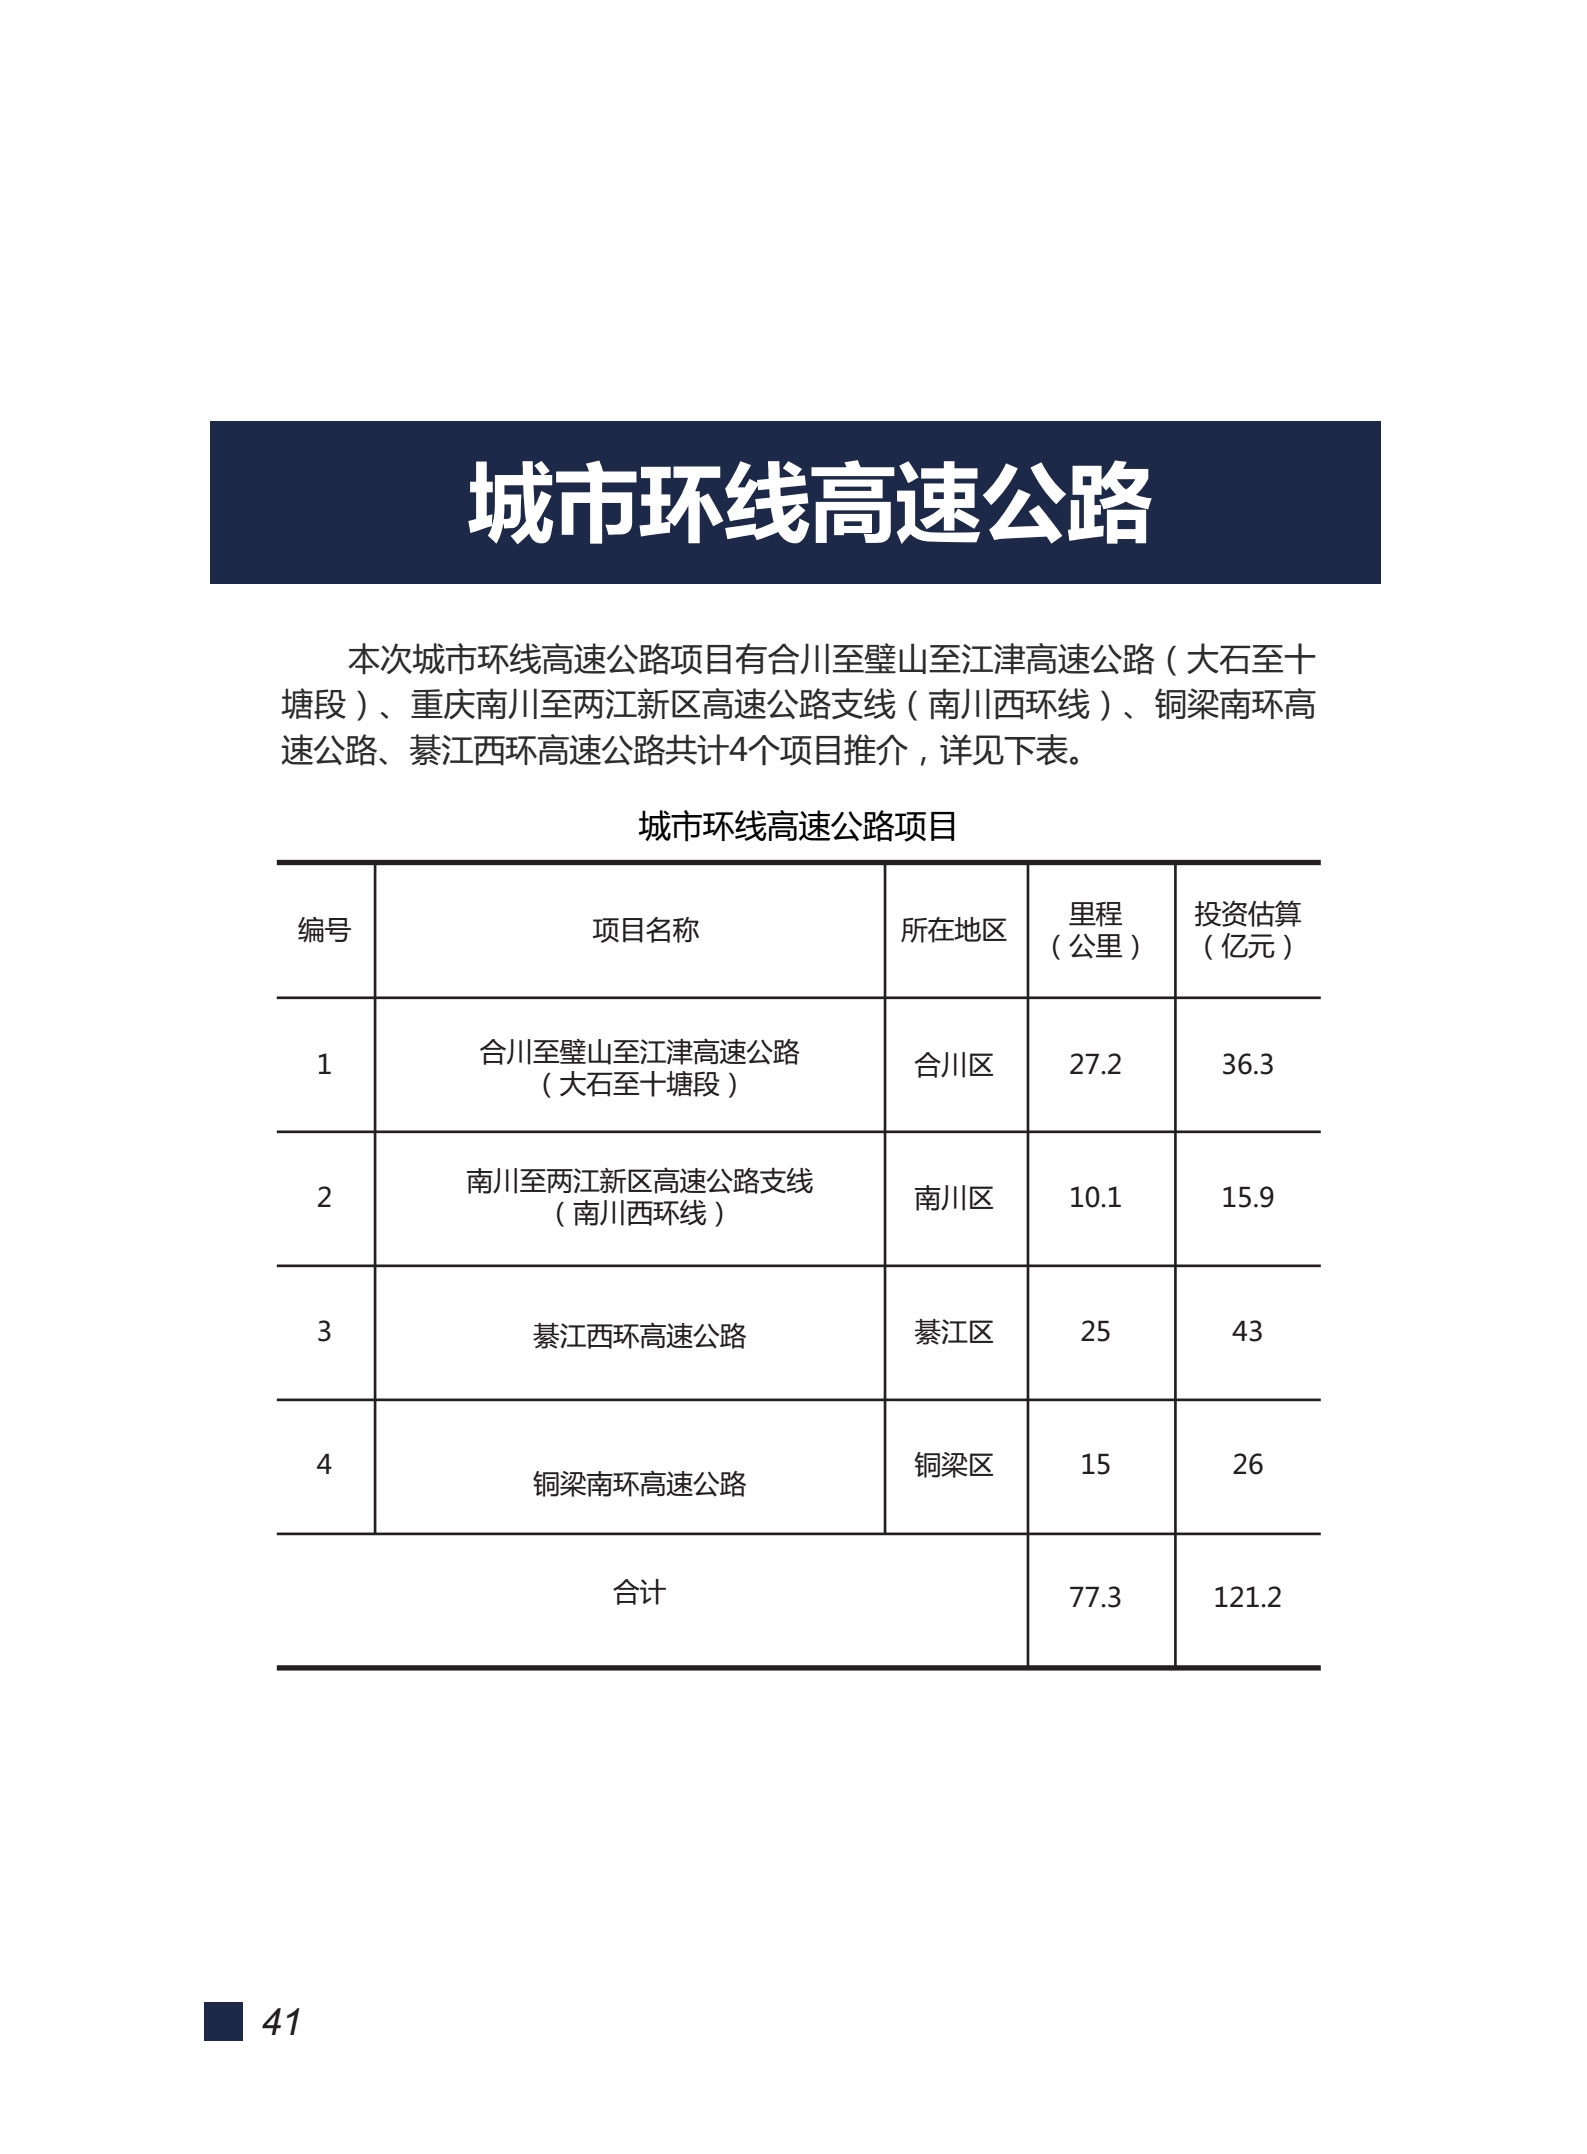 城市环线高速公路
本次城市环线高速公路项目有合川至璧山至江津高速公路（大石至十
塘段）、重庆南川至两江新区高速公路支线（南川西环线）、铜梁南环高
速公路、綦江西环高速公路共计4个项目推介，详见下表。
城市环线高速公路项目
编号 项目名称 所在地区 里程（公里） 投资估算（亿元）
1 合川至璧山至江津高速公路（大石至十塘段） 合川区 27.2 36.3
2 南川至两江新区高速公路支线（南川西环线） 南川区 10.1 15.9
3 綦江西环高速公路 綦江区 25 43
4 铜梁南环高速公路 铜梁区 15 26
合计 77.3 121.2
41